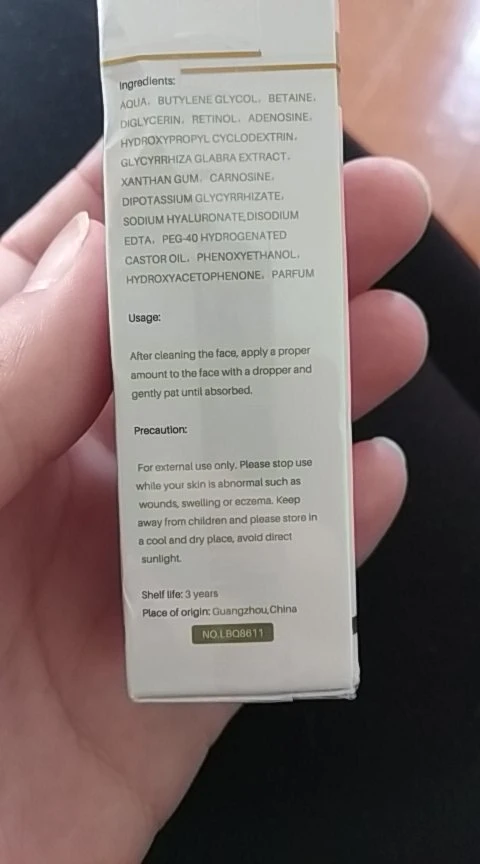 Ingredients:
AQUA, BUTYLENE GLYCOL, BETAINE,
DIGLYCERIN, RETINOL, ADENOSINE,
HYDROXYPROPYL CYCLODEXTRIN,
GLYCYRRHIZA GLABRA EXTRACT,
XANTHAN GUM, CARNOSINE,
DIPOTASSIUM GLYCYRRHIZATE,
SODIUM HYALURONATE,DISODIUM
EDTA, PEG-40 HYDROGENATED
CASTOR OIL, PHENOXYETHANOL,
HYDROXYACETOPHENONE, PARFUM
Usage:
After cleaning the face, apply a proper
amount to the face with a dropper and
gently pat until absorbed.
Precaution:
For external use only. Please stop use
while your skin is abnormal such as
wounds, swelling or eczema. Keep
away from children and please store in
a cool and dry place, avoid direct
sunlight.
Shelf life: 3 years
Place of origin: Guangzhou,China
NO.LBQ8611